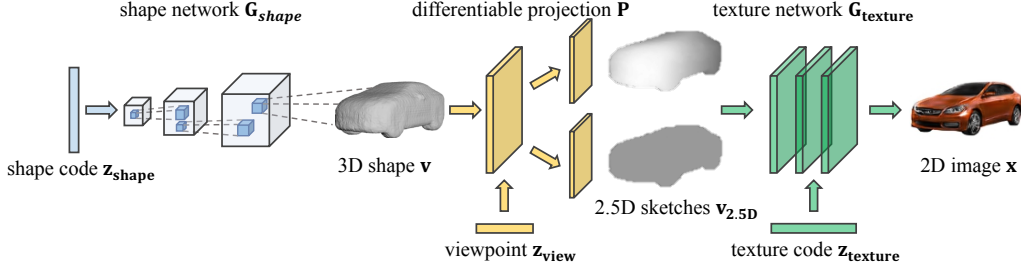 shape network G_shape
differentiable projection P
texture network G_texture
shape code z_shape
3D shape v
2.5D sketches v_2.5D
2D image x
viewpoint z_view
texture code z_texture